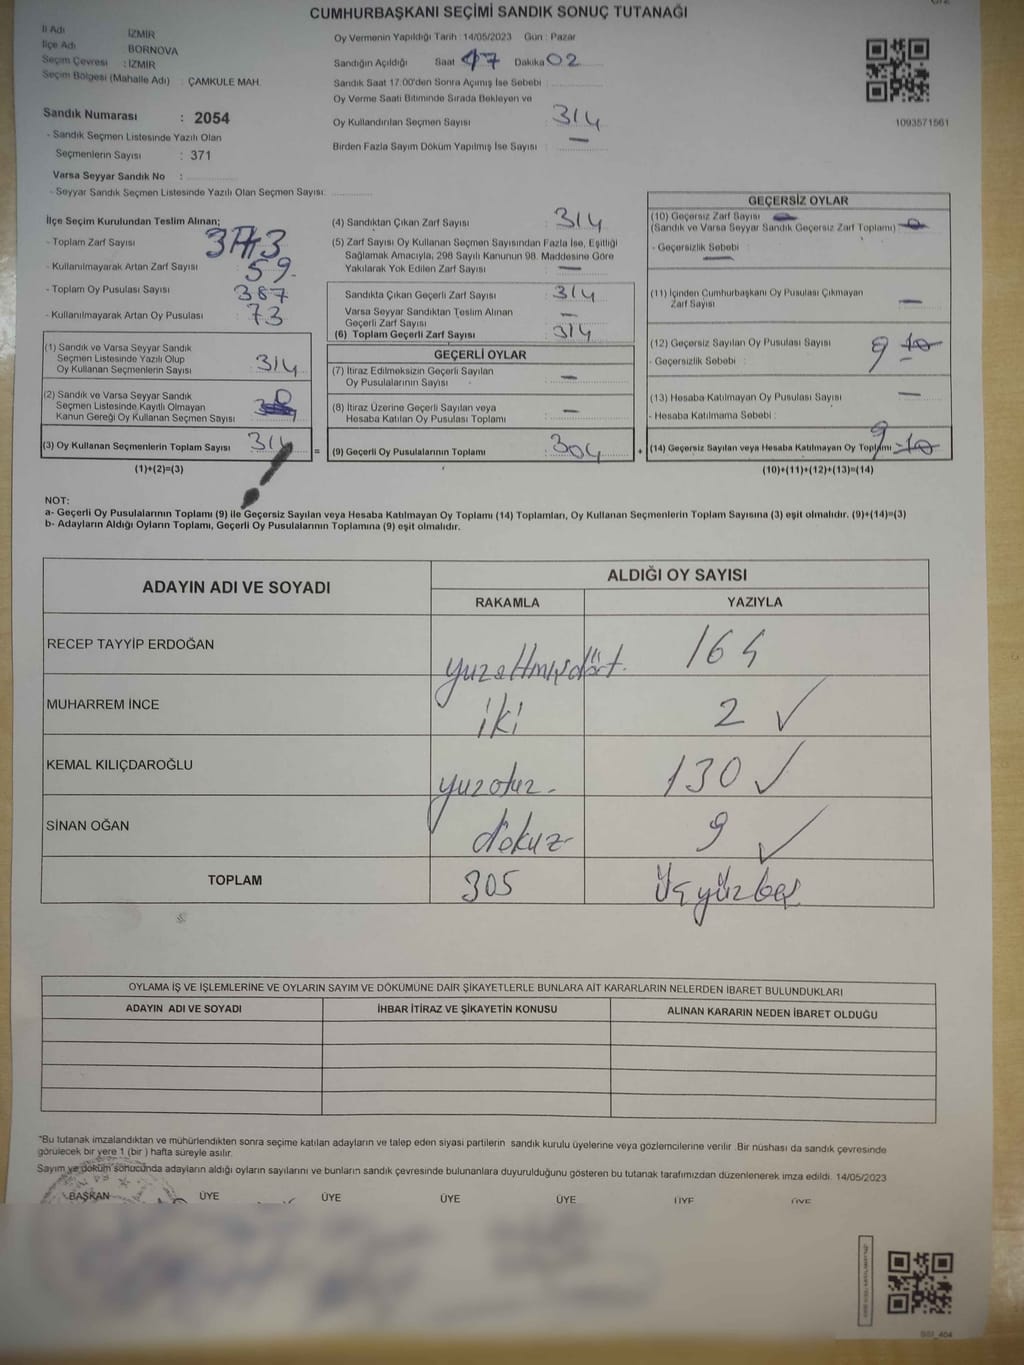 CUMHURBAŞKANI SEÇİMİ SANDIK SONUÇ TUTANAĞI
İl Adı İZMİR
İlçe Adı BORNOVA
Seçim Çevresi : İZMİR
Seçim Bölgesi (Mahalle Adı) : ÇAMKULE MAH.
Sandık Numarası : 2054
- Sandık Seçmen Listesinde Yazılı Olan
Seçmenlerin Sayısı : 371
Varsa Seyyar Sandık No :
- Seyyar Sandık Seçmen Listesinde Yazılı Olan Seçmen Sayısı:
Oy Vermenin Yapıldığı Tarih : 14/05/2023 Gün : Pazar
Sandığın Açıldığı Saat 17 Dakika 02
Sandık Saat 17.00'den Sonra Açımış İse Sebebi :
Oy Verme Saati Bitiminde Sırada Bekleyen ve
Oy Kullandırılan Seçmen Sayısı : 314
Birden Fazla Sayım Döküm Yapılmış İse Sayısı : —
1093571561
İlçe Seçim Kurulundan Teslim Alınan;
- Toplam Zarf Sayısı
- Kullanılmayarak Artan Zarf Sayısı : 59.
- Toplam Oy Pusulası Sayısı : 387
- Kullanılmayarak Artan Oy Pusulası : 73
(1) Sandık ve Varsa Seyyar Sandık
Seçmen Listesinde Yazılı Olup
Oy Kullanan Seçmenlerin Sayısı : 314
(2) Sandık ve Varsa Seyyar Sandık
Seçmen Listesinde Kayıtlı Olmayan
Kanun Gereği Oy Kullanan Seçmen Sayısı :
(3) Oy Kullanan Seçmenlerin Toplam Sayısı : 314 =
(1)+(2)=(3)
(4) Sandıktan Çıkan Zarf Sayısı : 314
(5) Zarf Sayısı Oy Kullanan Seçmen Sayısından Fazla İse, Eşitliği
Sağlamak Amacıyla, 298 Sayılı Kanunun 98. Maddesine Göre
Yakılarak Yok Edilen Zarf Sayısı : —
Sandıkta Çıkan Geçerli Zarf Sayısı : 314
Varsa Seyyar Sandıktan Teslim Alınan
Geçerli Zarf Sayısı : —
(6) Toplam Geçerli Zarf Sayısı : 314
GEÇERLİ OYLAR
(7) İtiraz Edilmeksizin Geçerli Sayılan
Oy Pusulalarının Sayısı : —
(8) İtiraz Üzerine Geçerli Sayılan veya
Hesaba Katılan Oy Pusulası Toplamı : —
(9) Geçerli Oy Pusulalarının Toplamı : 304 +
GEÇERSİZ OYLAR
(10) Geçersiz Zarf Sayısı
(Sandık ve Varsa Seyyar Sandık Geçersiz Zarf Toplamı) :
- Geçersizlik Sebebi : —
(11) İçinden Cumhurbaşkanı Oy Pusulası Çıkmayan
Zarf Sayısı : —
(12) Geçersiz Sayılan Oy Pusulası Sayısı : 9 10
- Geçersizlik Sebebi :
(13) Hesaba Katılmayan Oy Pusulası Sayısı : —
- Hesaba Katılmama Sebebi :
(14) Geçersiz Sayılan veya Hesaba Katılmayan Oy Toplamı : 9 10
(10)+(11)+(12)+(13)=(14)
NOT:
a- Geçerli Oy Pusulalarının Toplamı (9) ile Geçersiz Sayılan veya Hesaba Katılmayan Oy Toplamı (14) Toplamları, Oy Kullanan Seçmenlerin Toplam Sayısına (3) eşit olmalıdır. (9)+(14)=(3)
b- Adayların Aldığı Oyların Toplamı, Geçerli Oy Pusulalarının Toplamına (9) eşit olmalıdır.
ADAYIN ADI VE SOYADI ALDIĞI OY SAYISI
RAKAMLA YAZIYLA
RECEP TAYYİP ERDOĞAN yuzaltmışdört. 164
MUHARREM İNCE iki 2 ✓
KEMAL KILIÇDAROĞLU yuzotuz- 130 ✓
SİNAN OĞAN dokuz- 9 ✓
TOPLAM 305 üçyüzbeş
OYLAMA İŞ VE İŞLEMLERİNE VE OYLARIN SAYIM VE DÖKÜMÜNE DAİR ŞİKAYETLERLE BUNLARA AİT KARARLARIN NELERDEN İBARET BULUNDUKLARI
ADAYIN ADI VE SOYADI İHBAR İTİRAZ VE ŞİKAYETİN KONUSU ALINAN KARARIN NEDEN İBARET OLDUĞU
*Bu tutanak imzalandıktan ve mühürlendikten sonra seçime katılan adayların ve talep eden siyasi partilerin sandık kurulu üyelerine veya gözlemcilerine verilir .Bir nüshası da sandık çevresinde
görülecek bir yere 1 (bir ) hafta süreyle asılır.
Sayım ve döküm sonucunda adayların aldığı oyların sayılarını ve bunların sandık çevresinde bulunanlara duyurulduğunu gösteren bu tutanak tarafımızdan düzenlenerek imza edildi. 14/05/2023
BAŞKAN ÜYE ÜYE ÜYE ÜYE ÜYE ÜYE